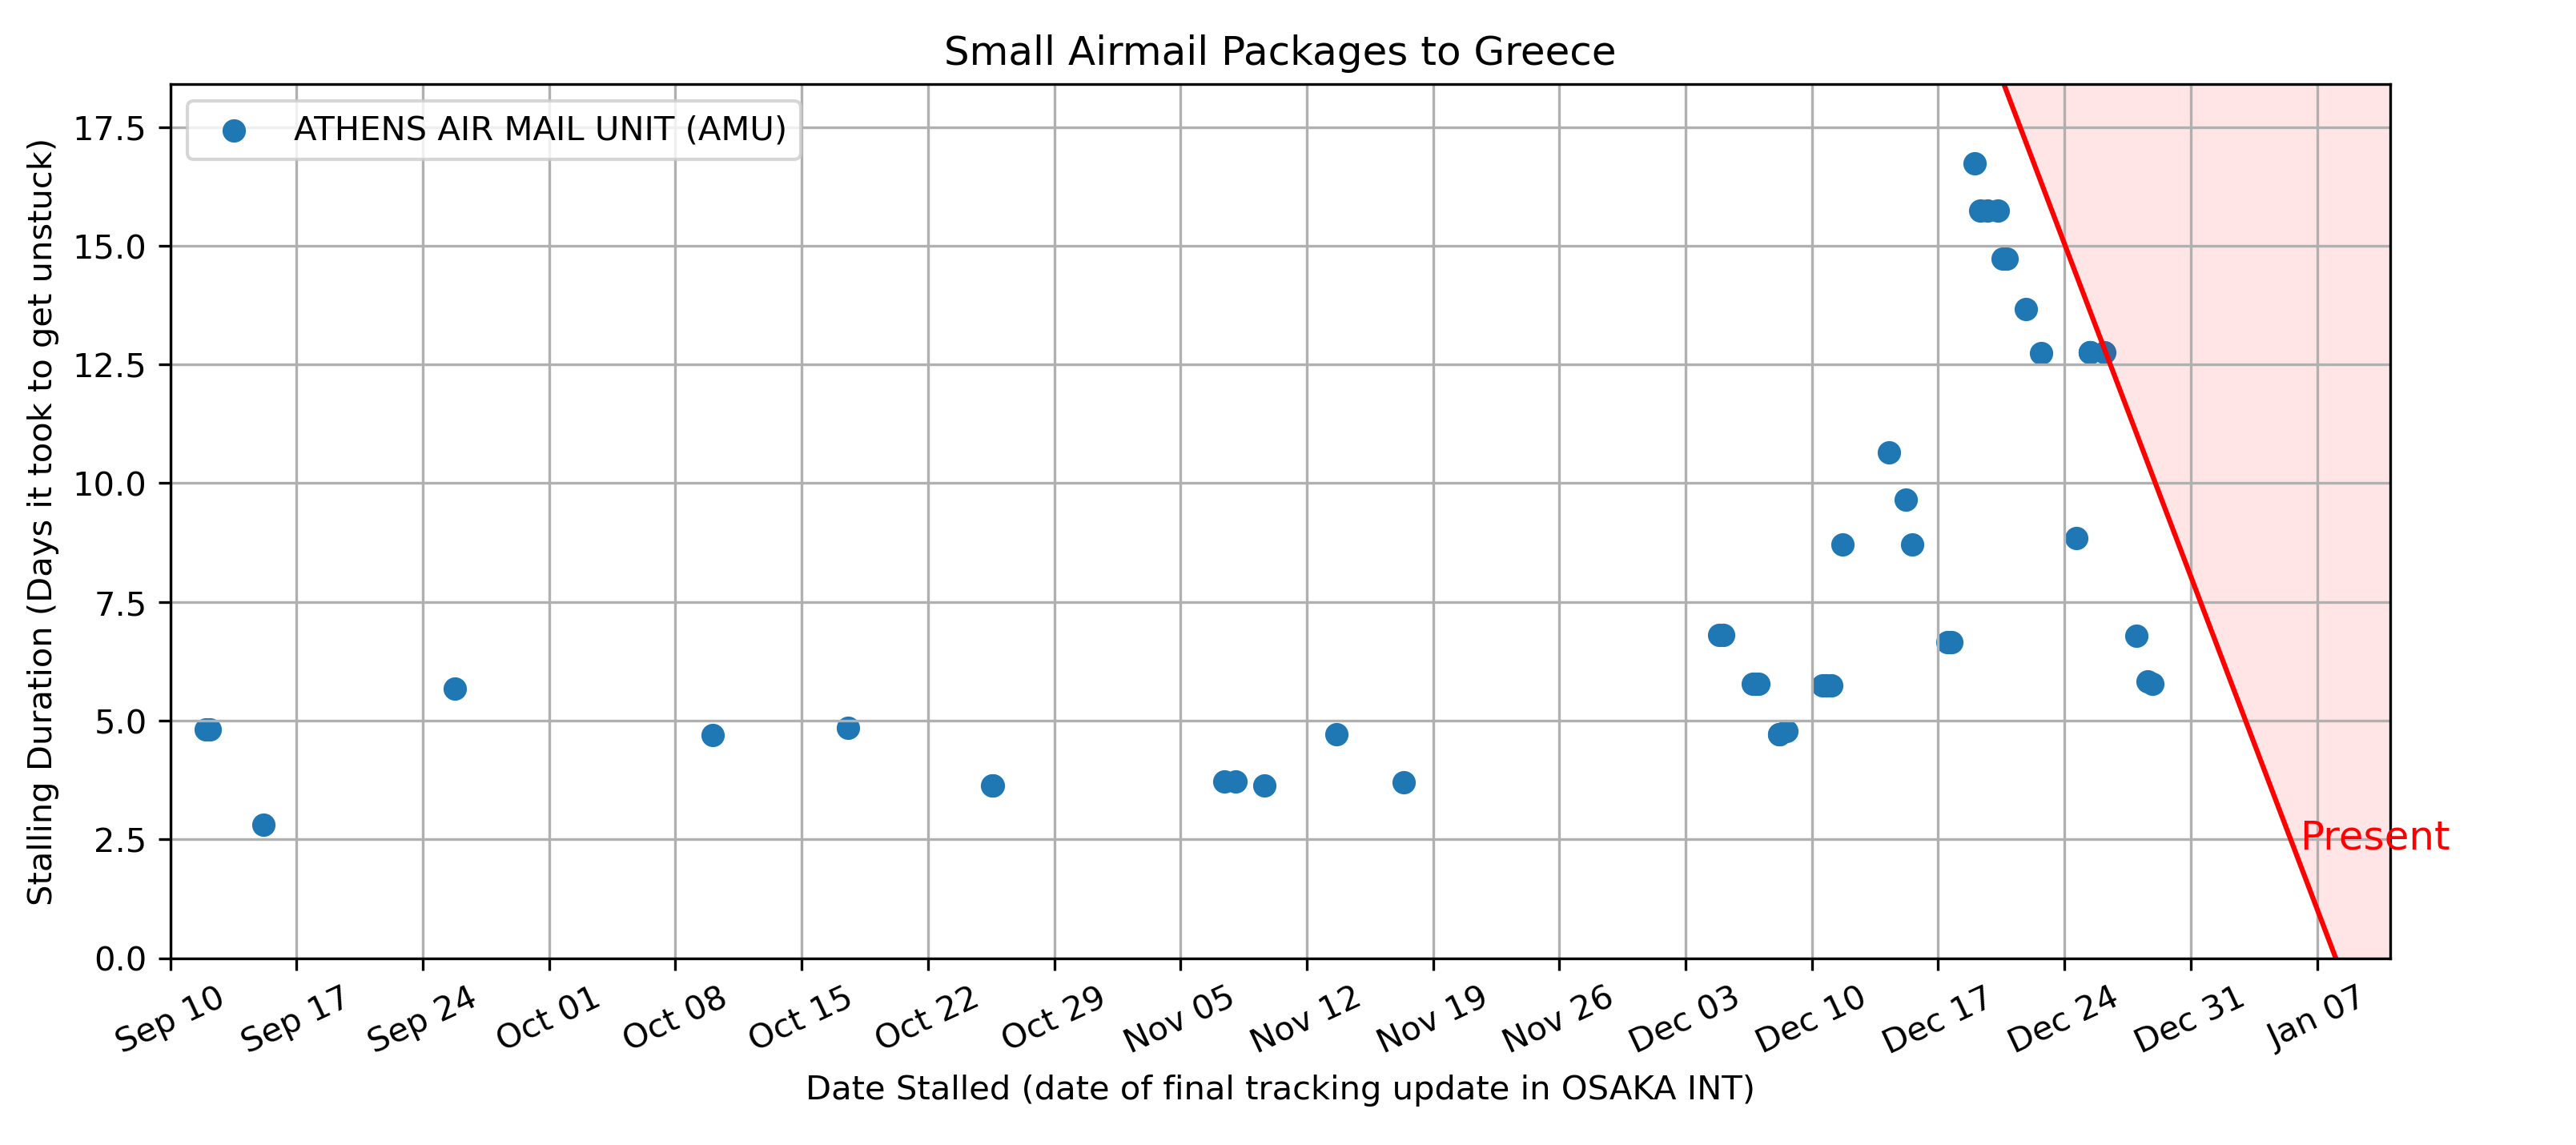 Small Airmail Packages to Greece
ATHENS AIR MAIL UNIT (AMU)
Stalling Duration (Days it took to get unstuck)
17.5
15.0
12.5
10.0
7.5
5.0
2.5
0.0
Present
Sep 10
Sep 17
Sep 24
Oct 01
Oct 08
Oct 15
Oct 22
Oct 29
Nov 05
Nov 12
Nov 19
Nov 26
Dec 03
Dec 10
Dec 17
Dec 24
Dec 31
Jan 07
Date Stalled (date of final tracking update in OSAKA INT)